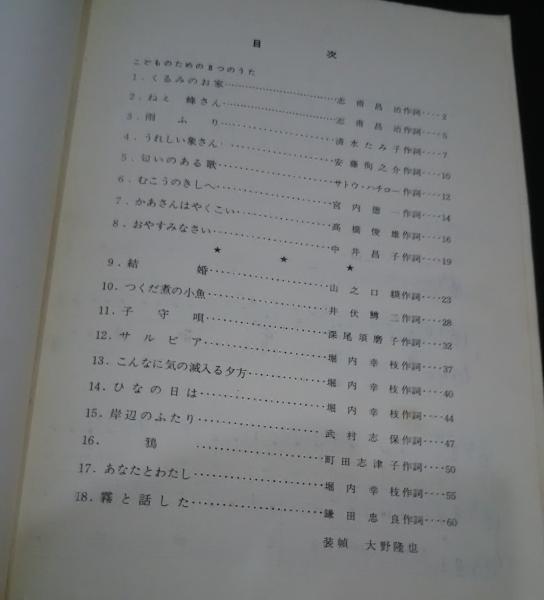 目次
こどものための8つのうた
1.くるみのお家…………志甫昌治作詞…2
2.ねぇ蜂さん…………志甫昌治作詞…5
3.雨ふり…………清水たみ子作詞…7
4.うれしい象さん…………安藤徇之介作詞…10
5.匂いのある歌…………サトウ・ハチロー作詞…12
6.むこうのきしへ…………宮内徳一作詞…14
7.かあさんはやくこい…………高橋俊雄作詞…16
8.おやすみなさい…………中井昌子作詞…19
★ ★ ★
9.結婚…………山之口貘作詞…23
10.つくだ煮の小魚…………井伏鱒二作詞…28
11.子守唄…………深尾須磨子作詞…32
12.サルビア…………堀内幸枝作詞…37
13.こんなに気の滅入る夕方…………堀内幸枝作詞…40
14.ひなの日は…………堀内幸枝作詞…44
15.岸辺のふたり…………武村志保作詞…47
16.鴉…………町田志津子作詞…50
17.あなたとわたし…………堀内幸枝作詞…55
18.霧と話した…………鎌田忠良作詞…60
装幀 大野隆也